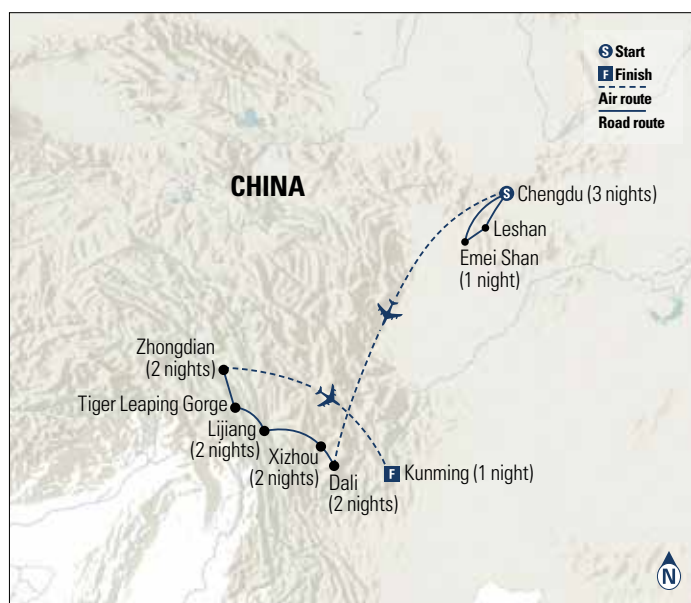 S Start
F Finish
Air route
Road route
CHINA
S Chengdu (3 nights)
Leshan
Emei Shan
(1 night)
Zhongdian
(2 nights)
Tiger Leaping Gorge
Lijiang
(2 nights)
Xizhou
(2 nights)
Dali
(2 nights)
F Kunming (1 night)
N